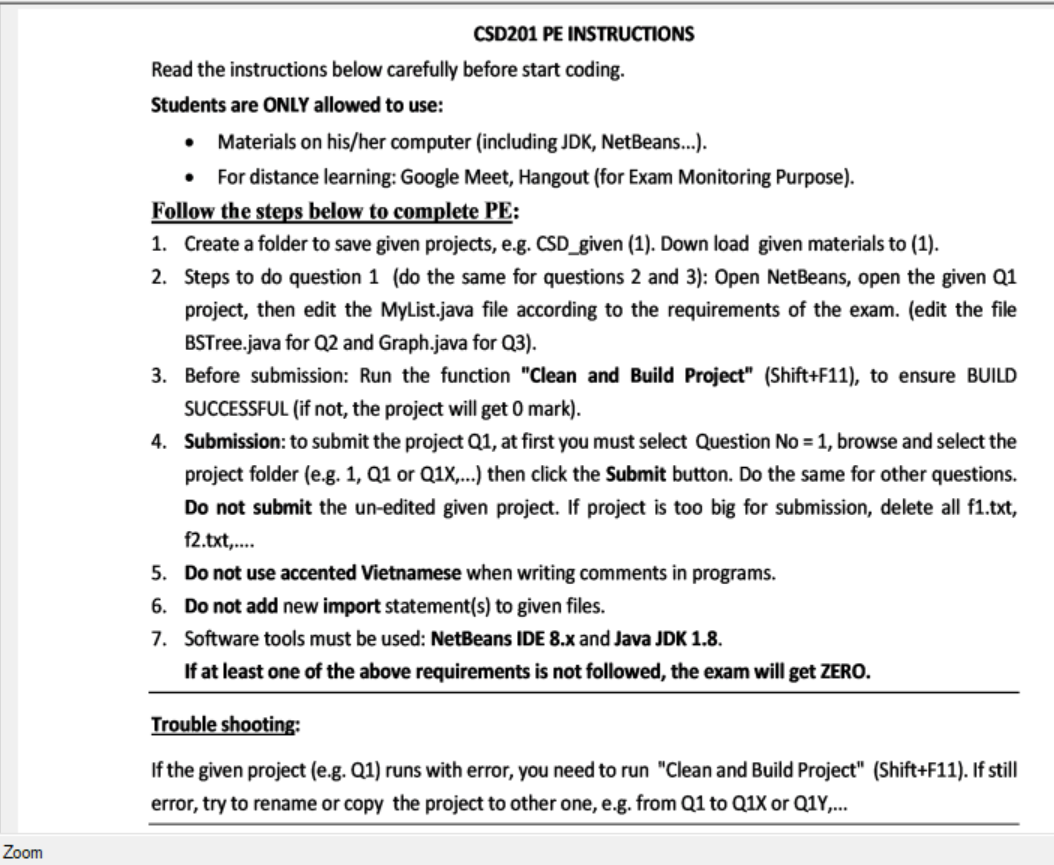 CSD201 PE INSTRUCTIONS
Read the instructions below carefully before start coding.
Students are ONLY allowed to use:
• Materials on his/her computer (including JDK, NetBeans...).
• For distance learning: Google Meet, Hangout (for Exam Monitoring Purpose).
Follow the steps below to complete PE:
1. Create a folder to save given projects, e.g. CSD_given (1). Down load given materials to (1).
2. Steps to do question 1 (do the same for questions 2 and 3): Open NetBeans, open the given Q1
project, then edit the MyList.java file according to the requirements of the exam. (edit the file
BSTree.java for Q2 and Graph.java for Q3).
3. Before submission: Run the function "Clean and Build Project" (Shift+F11), to ensure BUILD
SUCCESSFUL (if not, the project will get 0 mark).
4. Submission: to submit the project Q1, at first you must select Question No = 1, browse and select the
project folder (e.g. 1, Q1 or Q1X,...) then click the Submit button. Do the same for other questions.
Do not submit the un-edited given project. If project is too big for submission, delete all f1.txt,
f2.txt,....
5. Do not use accented Vietnamese when writing comments in programs.
6. Do not add new import statement(s) to given files.
7. Software tools must be used: NetBeans IDE 8.x and Java JDK 1.8.
If at least one of the above requirements is not followed, the exam will get ZERO.
Trouble shooting:
If the given project (e.g. Q1) runs with error, you need to run "Clean and Build Project" (Shift+F11). If still
error, try to rename or copy the project to other one, e.g. from Q1 to Q1X or Q1Y,...
Zoom